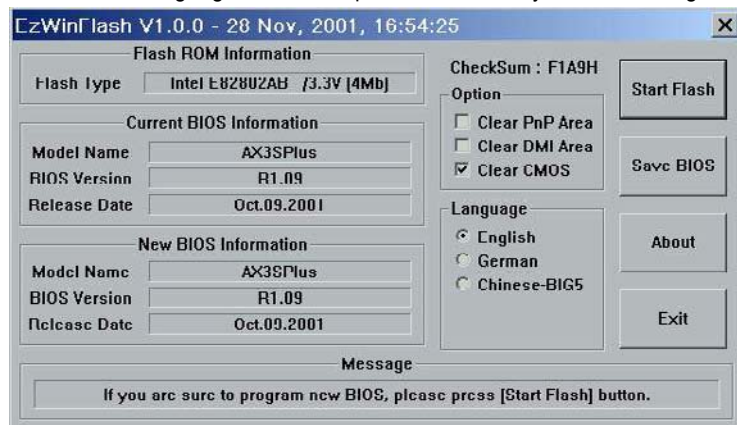 EzWinFlash V1.0.0 - 28 Nov, 2001, 16:54:25
Flash ROM Information
Flash Type Intel E82802AB /3.3V [4Mb]
CheckSum : F1A9H
Start Flash
Option
Clear PnP Area
Clear DMI Area
Clear CMOS
Current BIOS Information
Model Name AX3SPlus
BIOS Version R1.09
Release Date Oct.09.2001
Save BIOS
Language
English
German
Chinese-BIG5
About
New BIOS Information
Model Name AX3SPlus
BIOS Version R1.09
Release Date Oct.09.2001
Exit
Message
If you are sure to program new BIOS, please press [Start Flash] button.